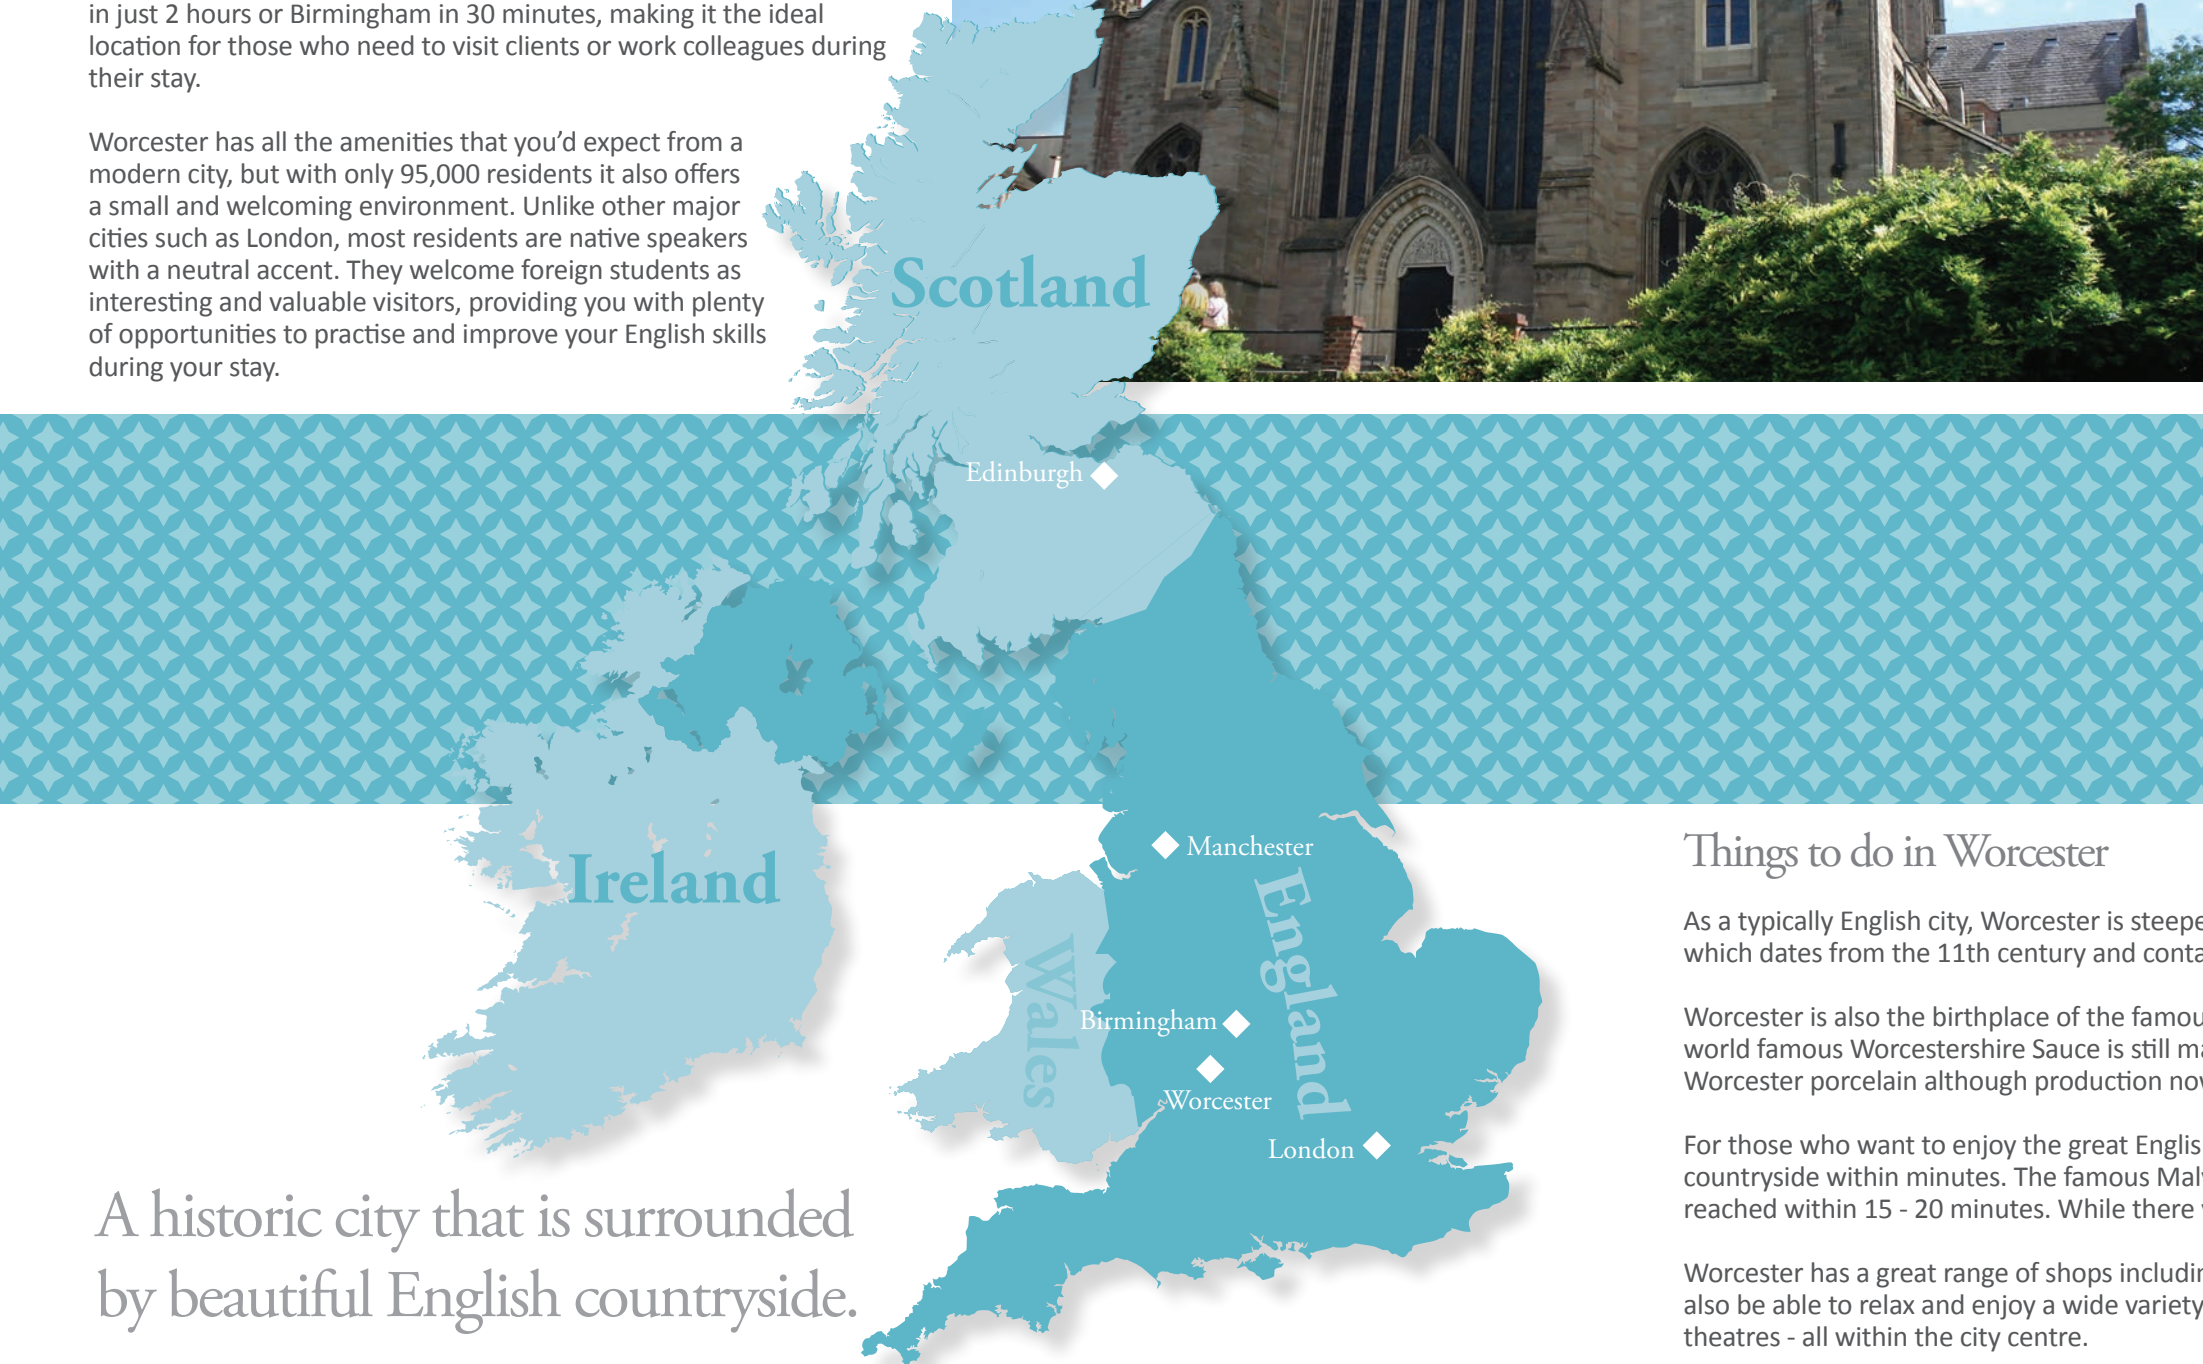 in just 2 hours or Birmingham in 30 minutes, making it the ideal
location for those who need to visit clients or work colleagues during
their stay.
Worcester has all the amenities that you’d expect from a
modern city, but with only 95,000 residents it also offers
a small and welcoming environment. Unlike other major
cities such as London, most residents are native speakers
with a neutral accent. They welcome foreign students as
interesting and valuable visitors, providing you with plenty
of opportunities to practise and improve your English skills
during your stay.
Scotland
Edinburgh
Ireland
Manchester
England
Wales
Birmingham
Worcester
London
A historic city that is surrounded
by beautiful English countryside.
Things to do in Worcester
As a typically English city, Worcester is
which dates from the 11th century and
Worcester is also the birthplace of the
world famous Worcestershire Sauce is still
Worcester porcelain although production
For those who want to enjoy the great
countryside within minutes. The famous
reached within 15 - 20 minutes. While there
Worcester has a great range of shops
also be able to relax and enjoy a wide variety
theatres - all within the city centre.